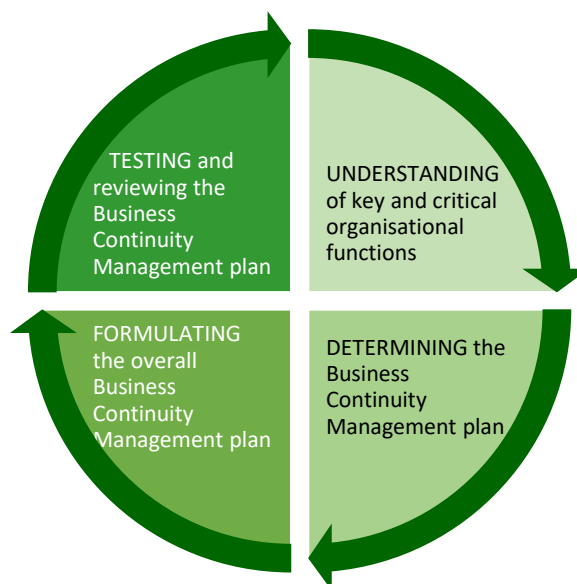 TESTING and
reviewing the
Business
Continuity
Management plan
UNDERSTANDING
of key and critical
organisational
functions
FORMULATING
the overall
Business
Continuity
Management plan
DETERMINING the
Business
Continuity
Management plan